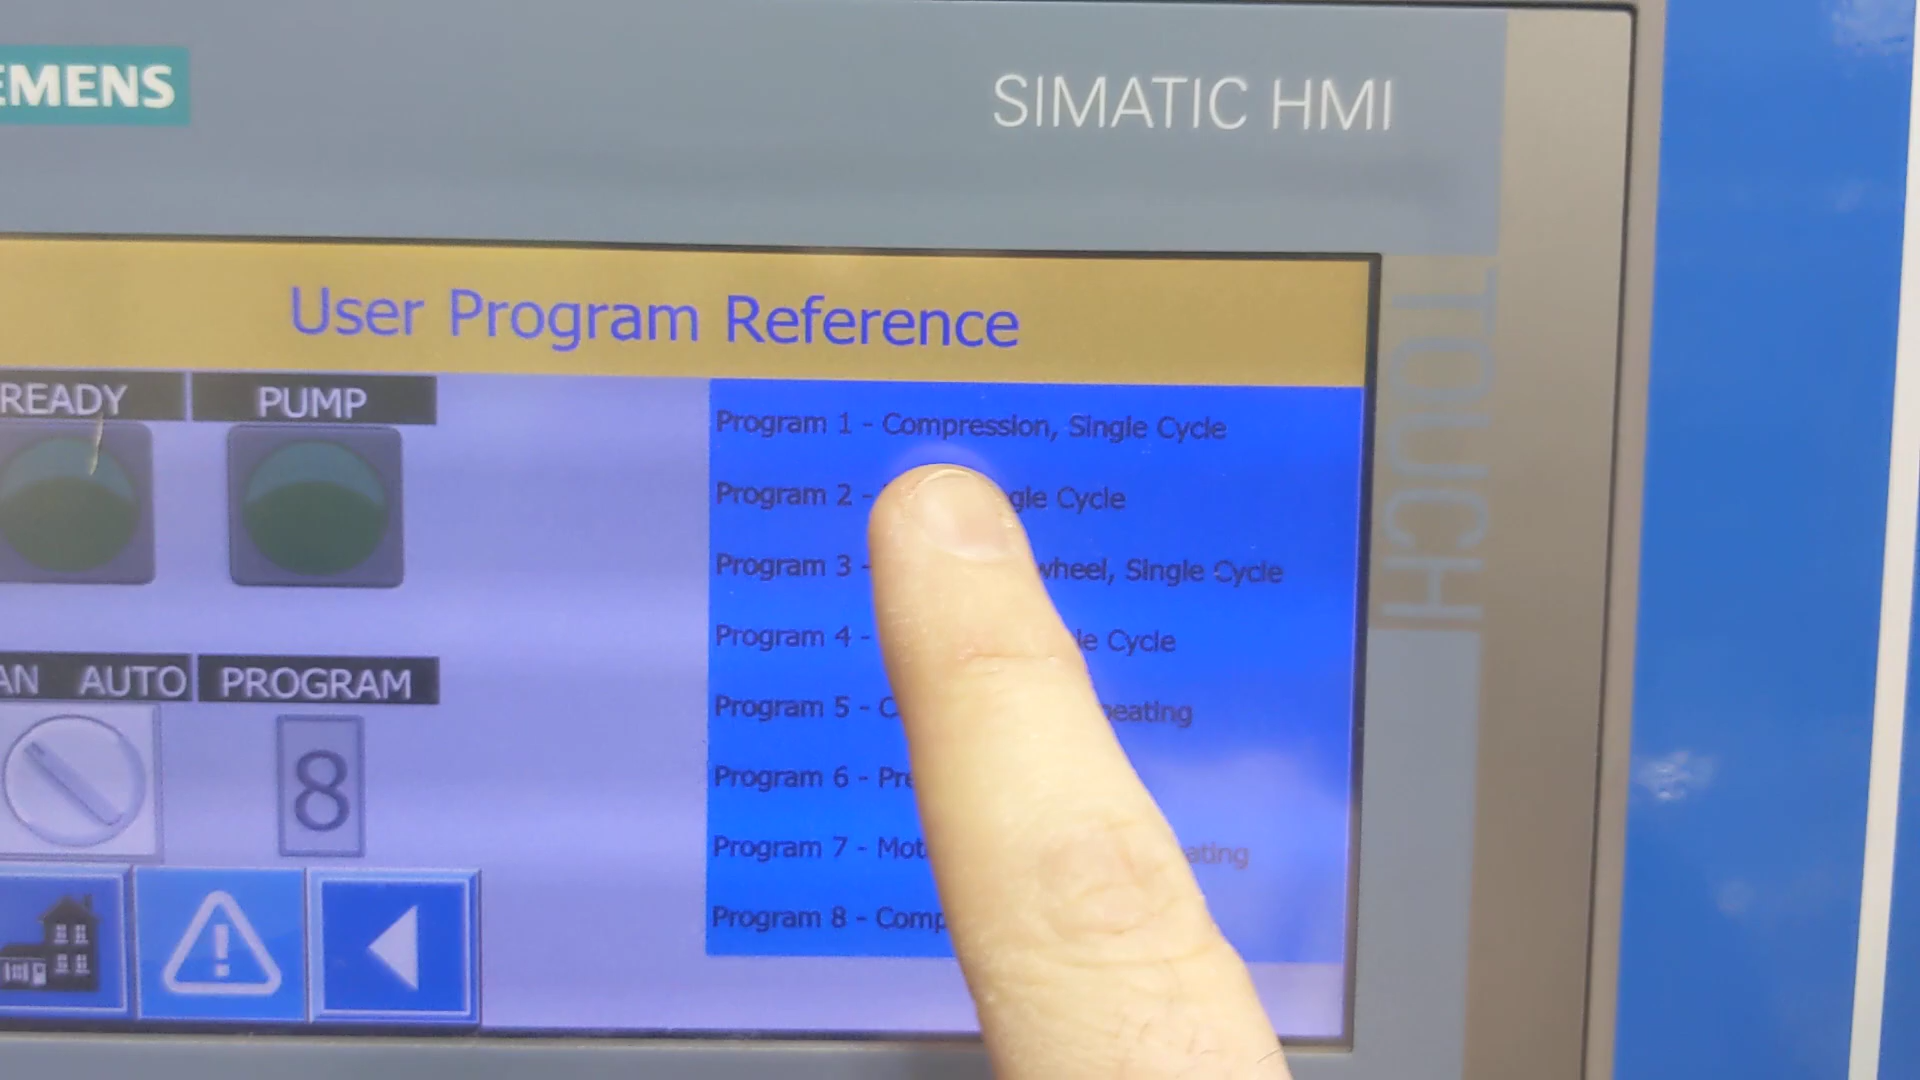 EMENS
SIMATIC HMI
TOUCH
User Program Reference
READY PUMP
AN AUTO PROGRAM
8
Program 1 - Compression, Single Cycle
Program 2 - gle Cycle
Program 3 - wheel, Single Cycle
Program 4 - le Cycle
Program 5 - C eating
Program 6 - Pre
Program 7 - Mot ating
Program 8 - Comp